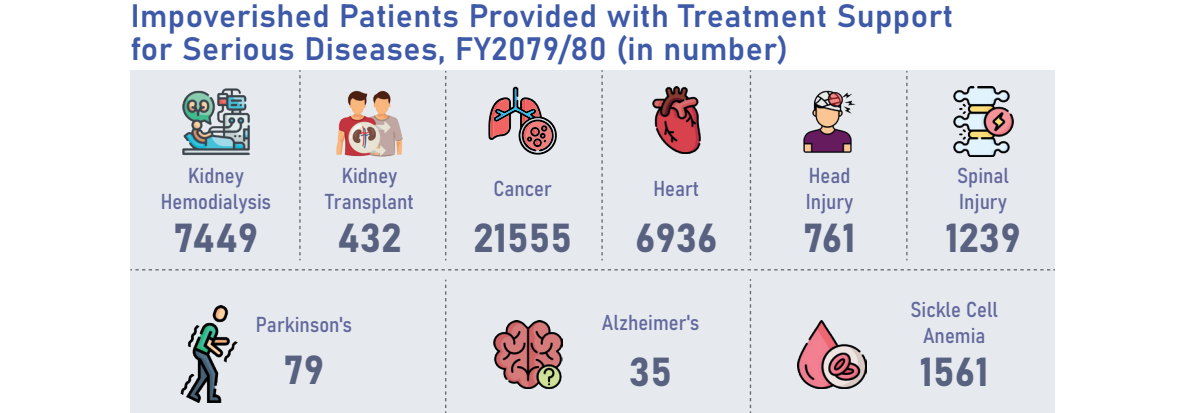 Impoverished Patients Provided with Treatment Support
for Serious Diseases, FY2079/80 (in number)
Kidney
Hemodialysis
7449
Kidney
Transplant
432
Cancer
21555
Heart
6936
Head
Injury
761
Spinal
Injury
1239
Parkinson's
79
Alzheimer's
35
Sickle Cell
Anemia
1561